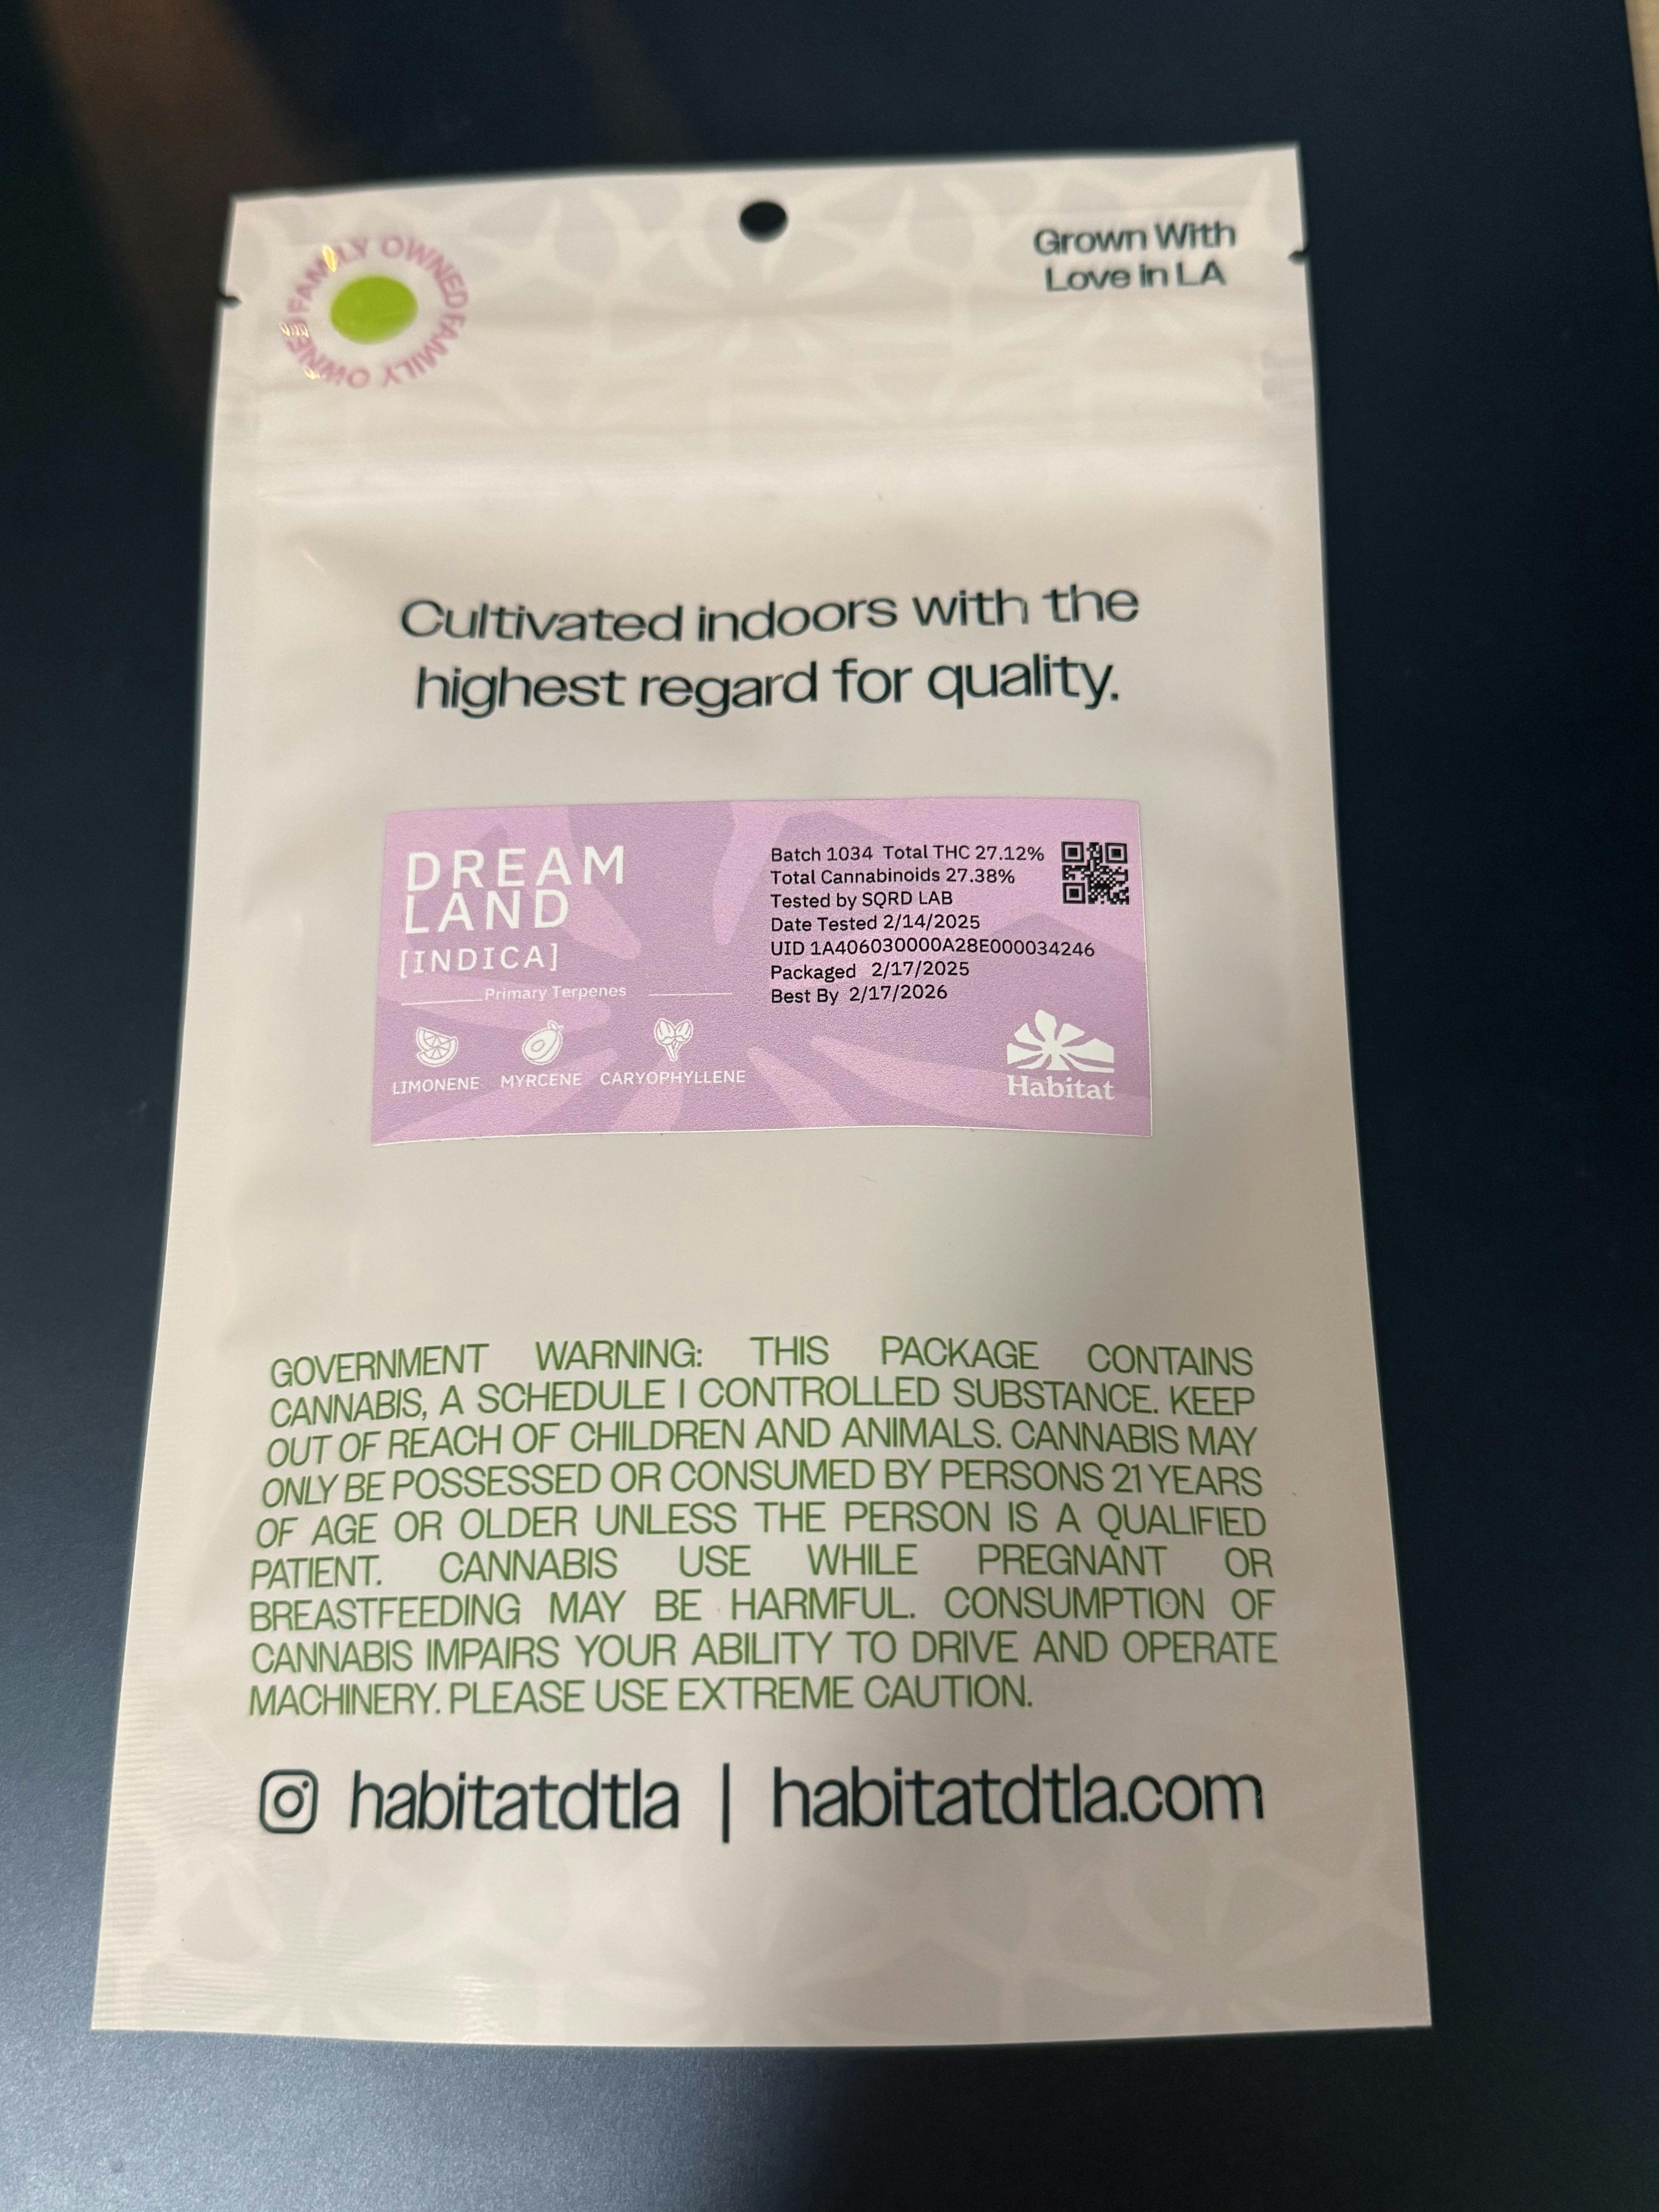 FAMILY OWNED FAMILY OWNED
Grown With
Love in LA
Cultivated indoors with the
highest regard for quality.
DREAM
LAND
[INDICA]
Primary Terpenes
LIMONENE MYRCENE CARYOPHYLLENE
Batch 1034 Total THC 27.12%
Total Cannabinoids 27.38%
Tested by SQRD LAB
Date Tested 2/14/2025
UID 1A406030000A28E000034246
Packaged 2/17/2025
Best By 2/17/2026
Habitat
GOVERNMENT WARNING: THIS PACKAGE CONTAINS
CANNABIS, A SCHEDULE I CONTROLLED SUBSTANCE. KEEP
OUT OF REACH OF CHILDREN AND ANIMALS. CANNABIS MAY
ONLY BE POSSESSED OR CONSUMED BY PERSONS 21 YEARS
OF AGE OR OLDER UNLESS THE PERSON IS A QUALIFIED
PATIENT. CANNABIS USE WHILE PREGNANT OR
BREASTFEEDING MAY BE HARMFUL. CONSUMPTION OF
CANNABIS IMPAIRS YOUR ABILITY TO DRIVE AND OPERATE
MACHINERY. PLEASE USE EXTREME CAUTION.
habitatdtla | habitatdtla.com